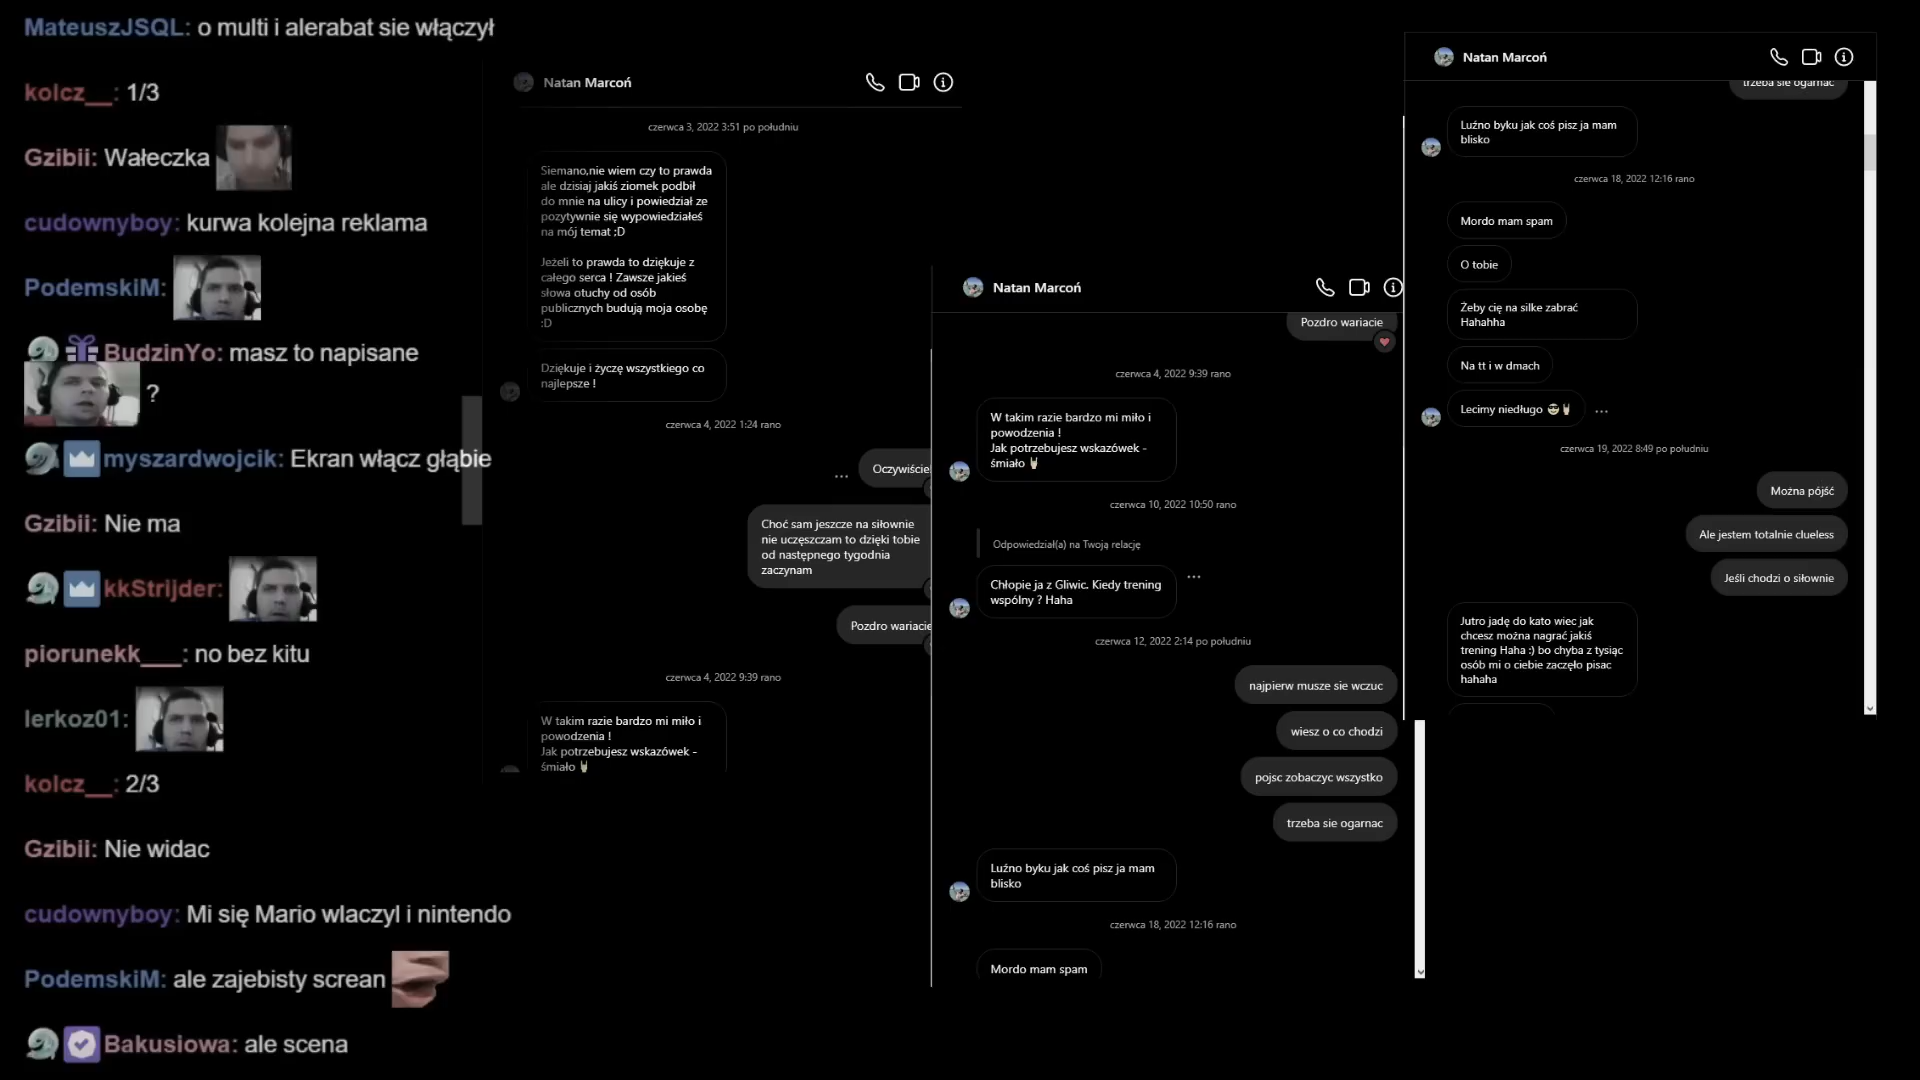 MateuszJSQL: o multi i alerabat sie włączył
kolcz__: 1/3
Gzibii: Wałeczka
cudownyboy: kurwa kolejna reklama
PodemskiM:
BudzinYo: masz to napisane
?
myszardwojcik: Ekran włącz głąbie
Gzibii: Nie ma
kkStrijder:
piorunekk___: no bez kitu
lerkoz01:
kolcz__: 2/3
Gzibii: Nie widac
cudownyboy: Mi się Mario wlaczyl i nintendo
PodemskiM: ale zajebisty screan
Bakusiowa: ale scena
Natan Marcoń
czerwca 3, 2022 3:51 po południu
Siemano,nie wiem czy to prawda
ale dzisiaj jakiś ziomek podbił
do mnie na ulicy i powiedział ze
pozytywnie się wypowiedziałeś
na mój temat ;D
Jeżeli to prawda to dziękuje z
całego serca ! Zawsze jakieś
słowa otuchy od osób
publicznych budują moja osobę
:D
Dziękuje i życzę wszystkiego co
najlepsze !
czerwca 4, 2022 1:24 rano
Oczywiście
Choć sam jeszcze na siłownie
nie uczęszczam to dzięki tobie
od następnego tygodnia
zaczynam
Pozdro wariacie
czerwca 4, 2022 9:39 rano
W takim razie bardzo mi miło i
powodzenia !
Jak potrzebujesz wskazówek -
śmiało 🤘
Natan Marcoń
Pozdro wariacie
czerwca 4, 2022 9:39 rano
W takim razie bardzo mi miło i
powodzenia !
Jak potrzebujesz wskazówek -
śmiało 🤘
czerwca 10, 2022 10:50 rano
Odpowiedział(a) na Twoją relację
Chłopie ja z Gliwic. Kiedy trening
wspólny ? Haha
czerwca 12, 2022 2:14 po południu
najpierw musze sie wczuc
wiesz o co chodzi
pojsc zobaczyc wszystko
trzeba sie ogarnac
Luźno byku jak coś pisz ja mam
blisko
czerwca 18, 2022 12:16 rano
Mordo mam spam
Natan Marcoń
trzeba sie ogarnac
Luźno byku jak coś pisz ja mam
blisko
czerwca 18, 2022 12:16 rano
Mordo mam spam
O tobie
Żeby cię na silke zabrać
Hahahha
Na tt i w dmach
Lecimy niedługo 😎🤘
czerwca 19, 2022 8:49 po południu
Można pójść
Ale jestem totalnie clueless
Jeśli chodzi o siłownie
Jutro jadę do kato wiec jak
chcesz można nagrać jakiś
trening Haha :) bo chyba z tysiąc
osób mi o ciebie zaczęło pisac
hahaha